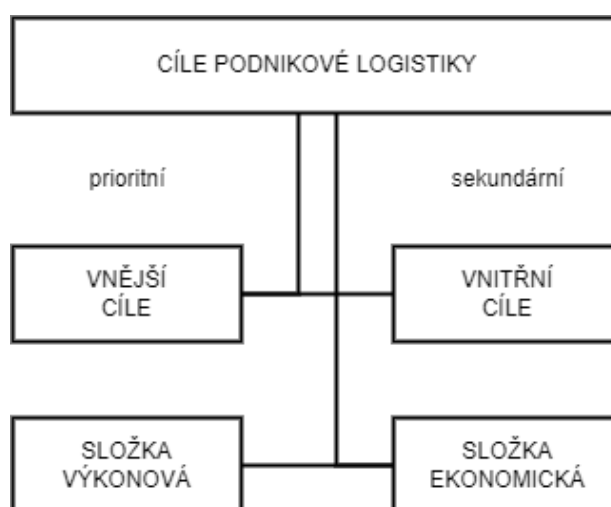 CÍLE PODNIKOVÉ LOGISTIKY
prioritní
sekundární
VNĚJŠÍ
CÍLE
VNITŘNÍ
CÍLE
SLOŽKA
VÝKONOVÁ
SLOŽKA
EKONOMICKÁ